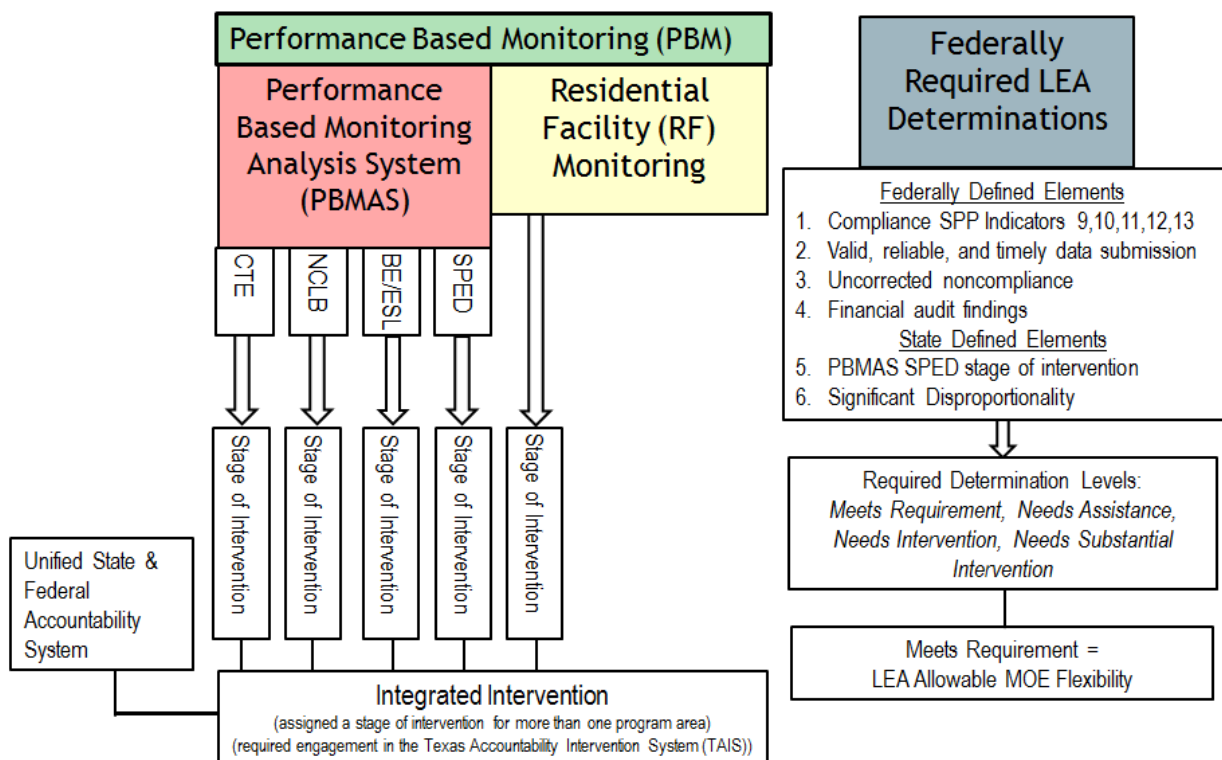 Performance Based Monitoring (PBM)
Performance
Based Monitoring
Analysis System
(PBMAS)
Residential
Facility (RF)
Monitoring
CTE
NCLB
BE/ESL
SPED
Stage of Intervention
Stage of Intervention
Stage of Intervention
Stage of Intervention
Stage of Intervention
Unified State &
Federal
Accountability
System
Integrated Intervention
(assigned a stage of intervention for more than one program area)
(required engagement in the Texas Accountability Intervention System (TAIS))
Federally
Required LEA
Determinations
Federally Defined Elements
1. Compliance SPP Indicators 9,10,11,12,13
2. Valid, reliable, and timely data submission
3. Uncorrected noncompliance
4. Financial audit findings
State Defined Elements
5. PBMAS SPED stage of intervention
6. Significant Disproportionality
Required Determination Levels:
Meets Requirement, Needs Assistance,
Needs Intervention, Needs Substantial
Intervention
Meets Requirement =
LEA Allowable MOE Flexibility